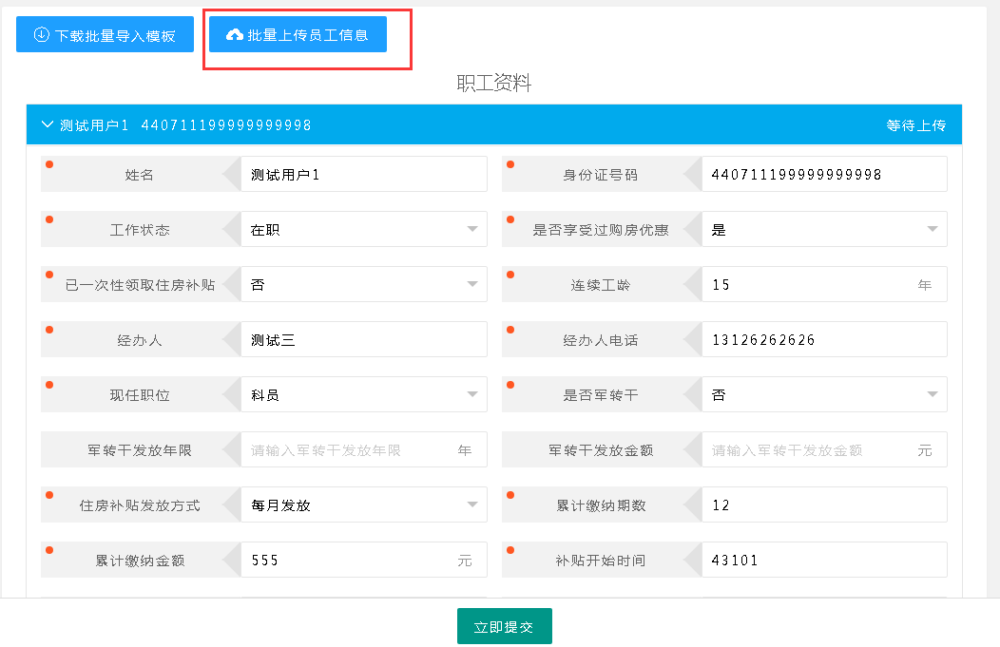 下载批量导入模板 批量上传员工信息
职工资料
测试用户1 440711199999999998 等待上传
姓名 测试用户1 身份证号码 440711199999999998
工作状态 在职 是否享受过购房优惠 是
已一次性领取住房补贴 否 连续工龄 15 年
经办人 测试三 经办人电话 13126262626
现任职位 科员 是否军转干 否
军转干发放年限 请输入军转干发放年限 年 军转干发放金额 请输入军转干发放金额 元
住房补贴发放方式 每月发放 累计缴纳期数 12
累计缴纳金额 555 元 补贴开始时间 43101
立即提交